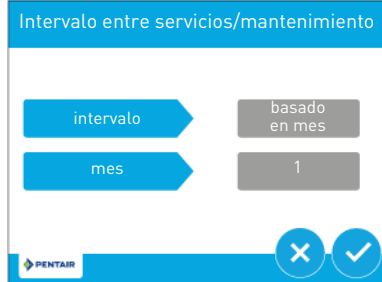 Intervalo entre servicios/mantenimiento
intervalo
basado
en mes
mes
1
PENTAIR